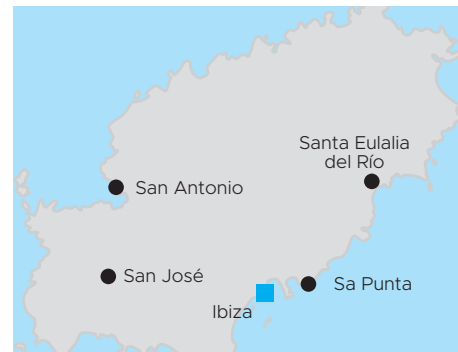 Santa Eulalia
del Río
San Antonio
San José
Sa Punta
Ibiza